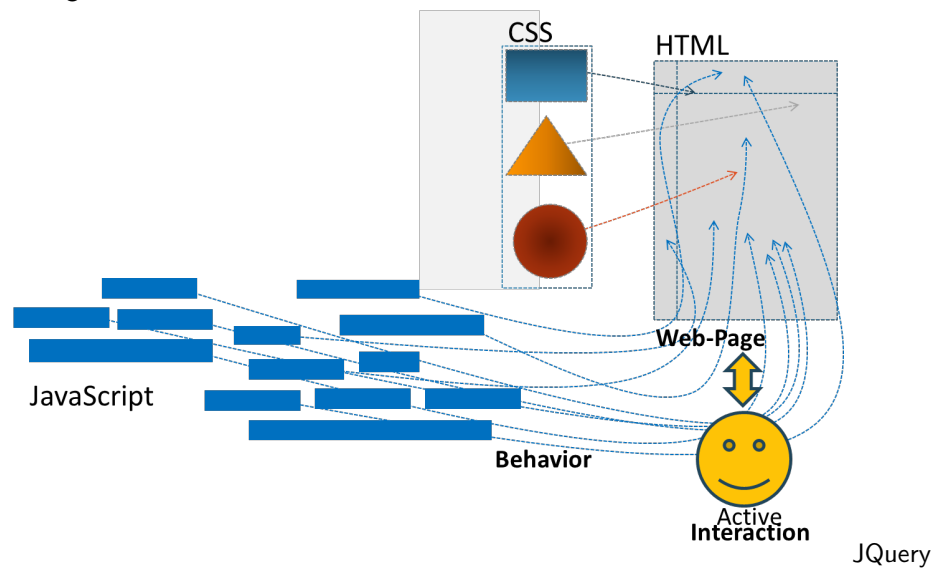 CSS
HTML
Web-Page
JavaScript
Behavior
Active
Interaction
JQuery